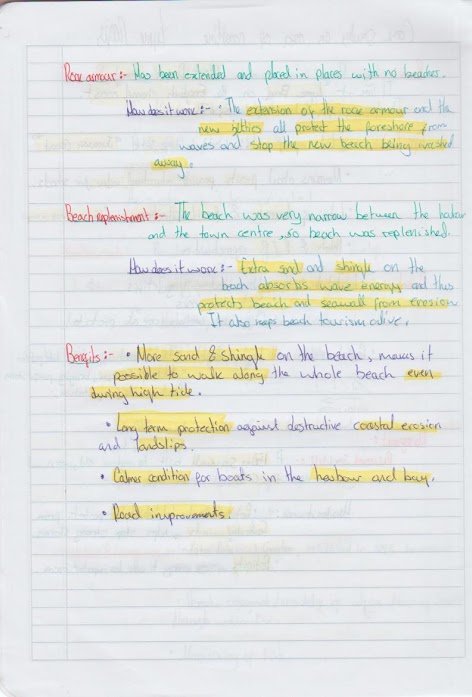 Rock armour:- Has been extended and placed in places with no beaches.
How does it work:- • The extension of the rock armour and the
new jetties all protect the foreshore from
waves and stop the new beach being washed
away.
Beach replenishment:- The beach was very narrow between the habour
and the town centre, so beach was replenished.
How does it work:- Extra snd and shingle on the
beach absorbs wave energy and thus
protects beach and seawall from erosion
It also keeps beach tourism alive.
Benefits:- • More sand & shingle on the beach, makes it
possible to walk along the whole beach even
during high tide.
• Long term protection against destructive coastal erosion
and landslips.
• Calmer condition for boats in the habour and bay.
• Road improvements.